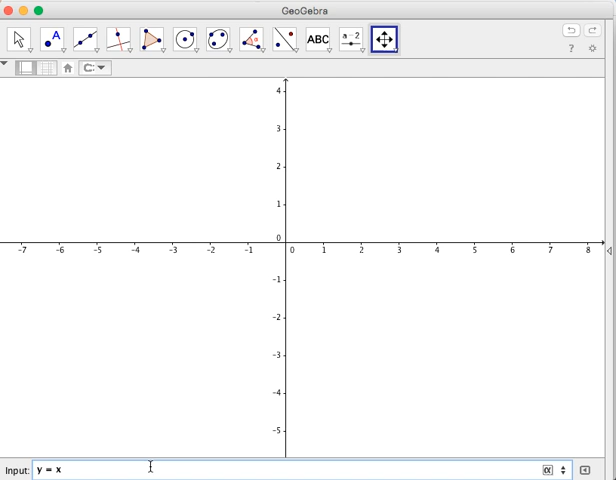 GeoGebra
A
ABC
a = 2
?
4
3
2
1
0
-7 -6 -5 -4 -3 -2 -1 0 1 2 3 4 5 6 7 8
-1
-2
-3
-4
-5
Input: y = x α